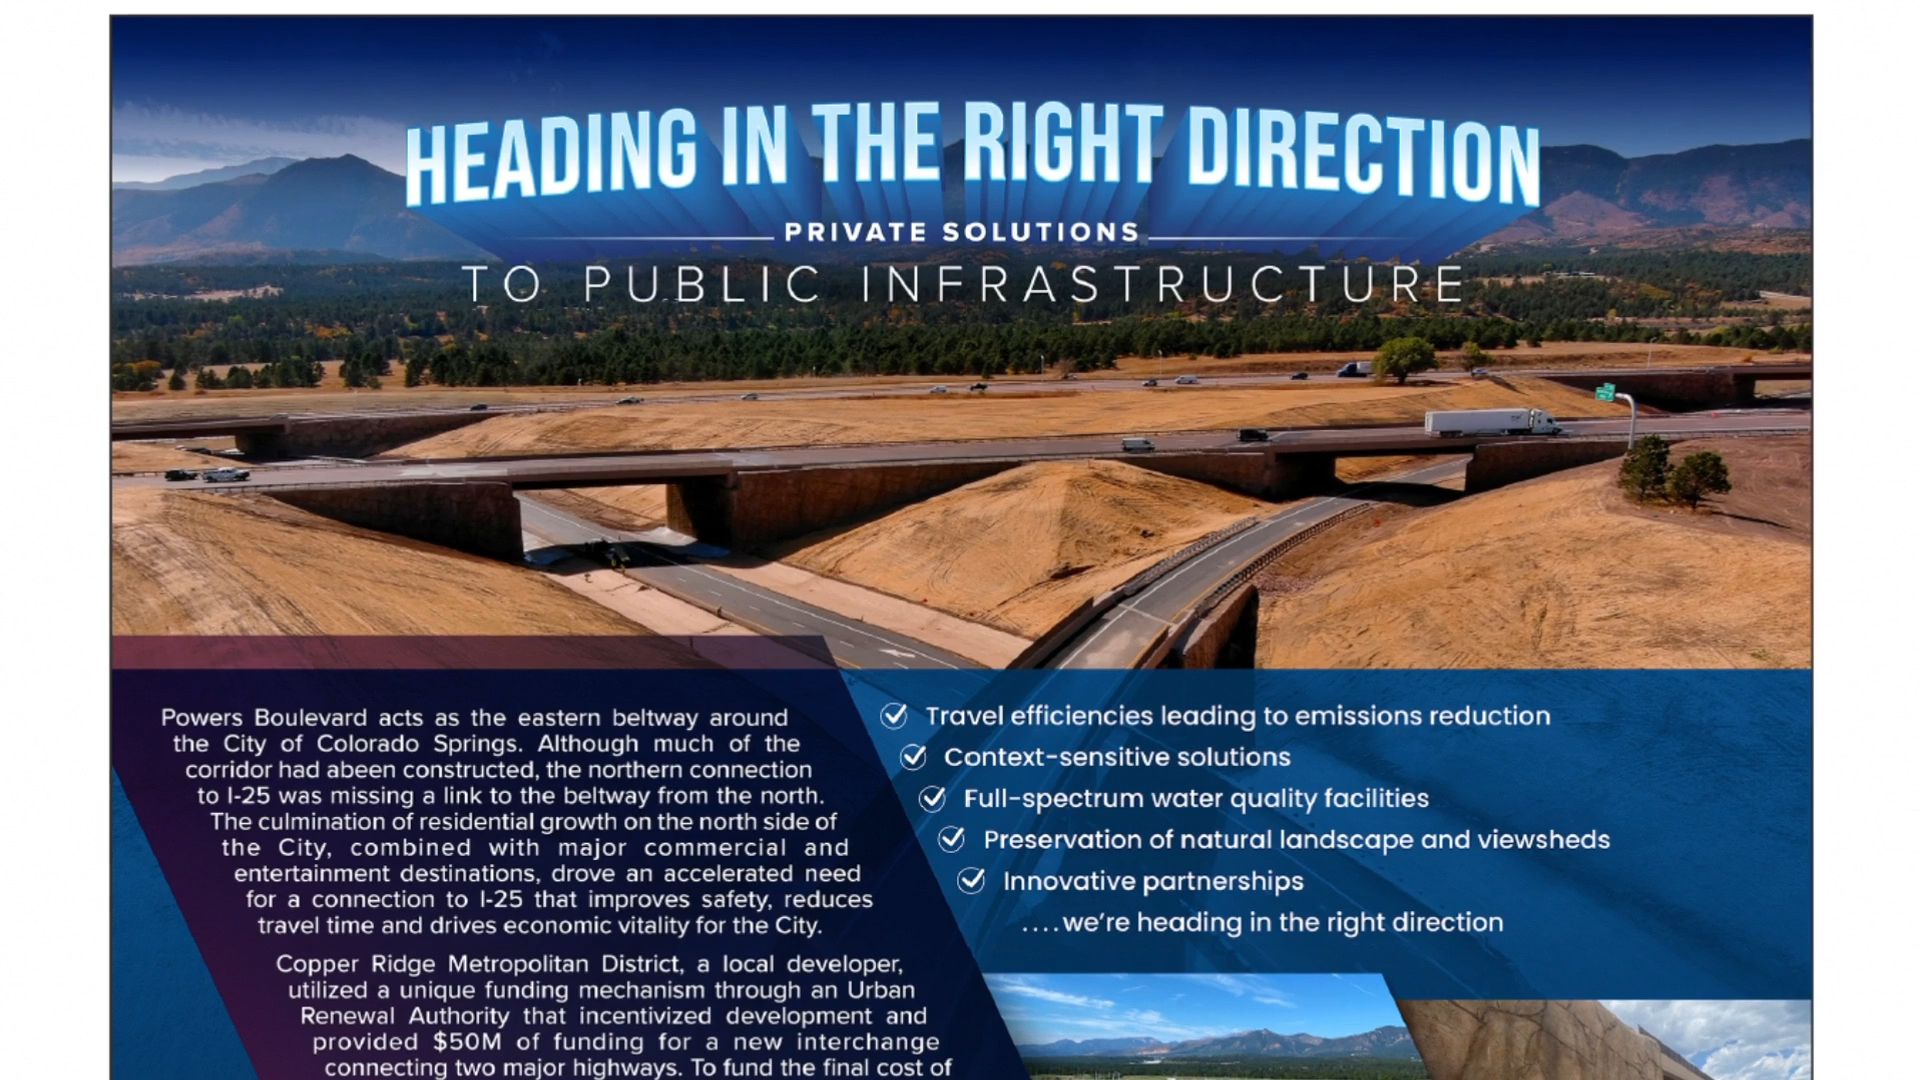 HEADING IN THE RIGHT DIRECTION
PRIVATE SOLUTIONS
TO PUBLIC INFRASTRUCTURE
Powers Boulevard acts as the eastern beltway around
the City of Colorado Springs. Although much of the
corridor had abeen constructed, the northern connection
to I-25 was missing a link to the beltway from the north.
The culmination of residential growth on the north side of
the City, combined with major commercial and
entertainment destinations, drove an accelerated need
for a connection to I-25 that improves safety, reduces
travel time and drives economic vitality for the City.
Copper Ridge Metropolitan District, a local developer,
utilized a unique funding mechanism through an Urban
Renewal Authority that incentivized development and
provided $50M of funding for a new interchange
connecting two major highways. To fund the final cost of
Travel efficiencies leading to emissions reduction
Context-sensitive solutions
Full-spectrum water quality facilities
Preservation of natural landscape and viewsheds
Innovative partnerships
....we're heading in the right direction